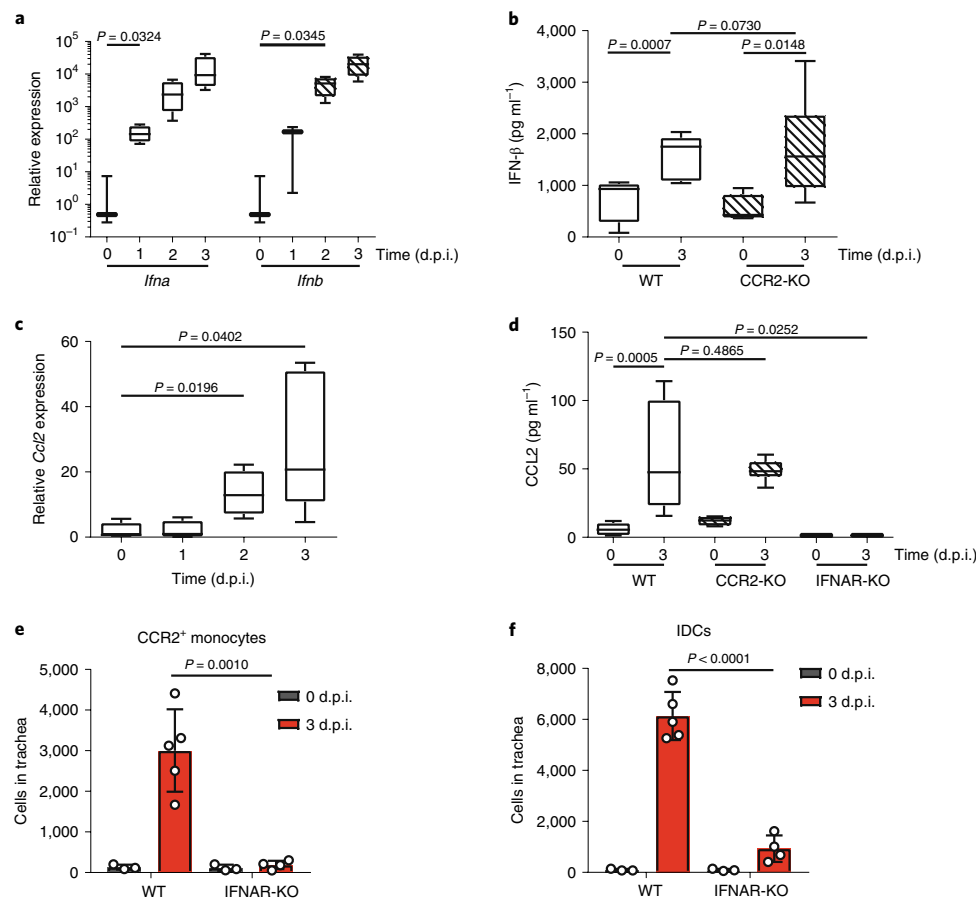 a
P = 0.0324
P = 0.0345
10⁵
10⁴
10³
10²
10¹
10⁰
10⁻¹
Relative expression
0 1 2 3 0 1 2 3 Time (d.p.i.)
Ifna Ifnb
b
P = 0.0730
P = 0.0007 P = 0.0148
4,000
3,000
2,000
1,000
0
IFN-β (pg ml⁻¹)
0 3 0 3 Time (d.p.i.)
WT CCR2-KO
c
P = 0.0402
P = 0.0196
60
40
20
0
Relative Ccl2 expression
0 1 2 3
Time (d.p.i.)
d
P = 0.0252
P = 0.0005 P = 0.4865
150
100
50
0
CCL2 (pg ml⁻¹)
0 3 0 3 0 3 Time (d.p.i.)
WT CCR2-KO IFNAR-KO
e
CCR2⁺ monocytes
P = 0.0010
5,000
4,000
3,000
2,000
1,000
0
Cells in trachea
0 d.p.i.
3 d.p.i.
WT IFNAR-KO
f
IDCs
P < 0.0001
8,000
6,000
4,000
2,000
0
Cells in trachea
0 d.p.i.
3 d.p.i.
WT IFNAR-KO